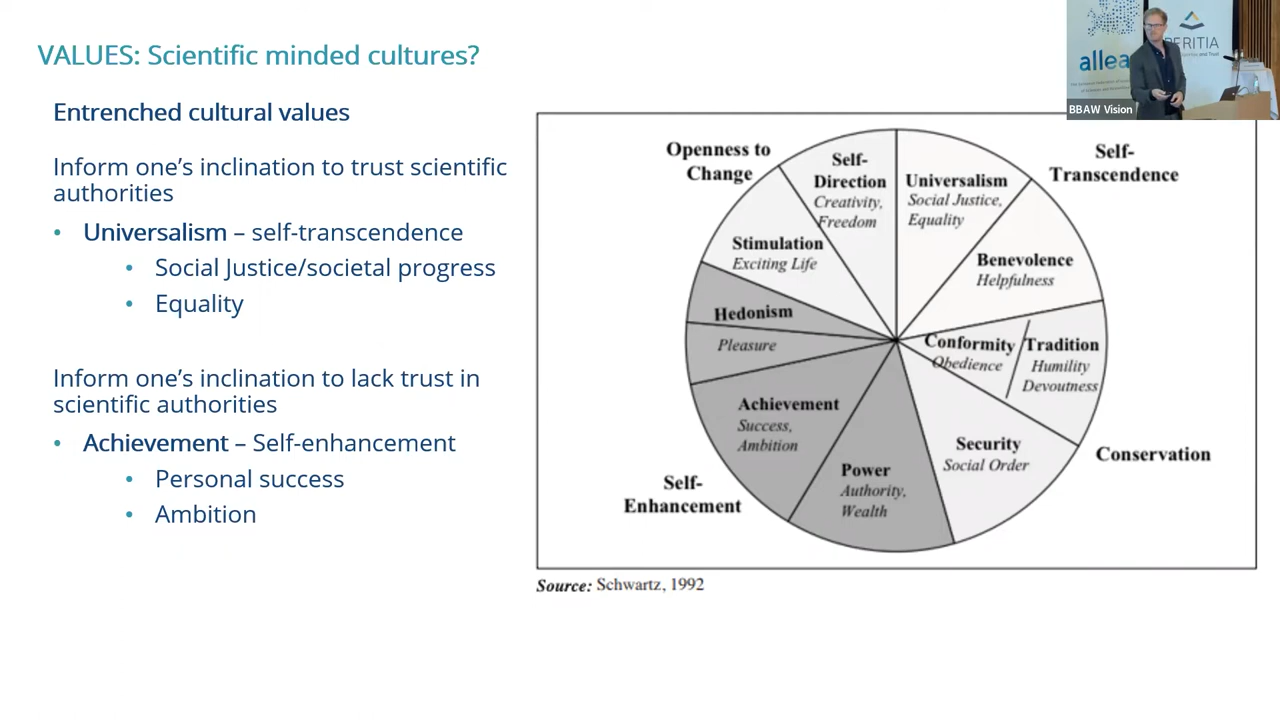 VALUES: Scientific minded cultures?
Entrenched cultural values
Inform one's inclination to trust scientific
authorities
• Universalism – self-transcendence
• Social Justice/societal progress
• Equality
Inform one's inclination to lack trust in
scientific authorities
• Achievement – Self-enhancement
• Personal success
• Ambition
Openness to
Change
Self-
Direction
Creativity,
Freedom
Universalism
Social Justice,
Equality
Self-
Transcendence
Stimulation
Exciting Life
Benevolence
Helpfulness
Hedonism
Pleasure
Conformity
Obedience
Tradition
Humility
Devoutness
Achievement
Success,
Ambition
Power
Authority,
Wealth
Security
Social Order
Conservation
Self-
Enhancement
Source: Schwartz, 1992
allea
ERITIA
BBAW Vision